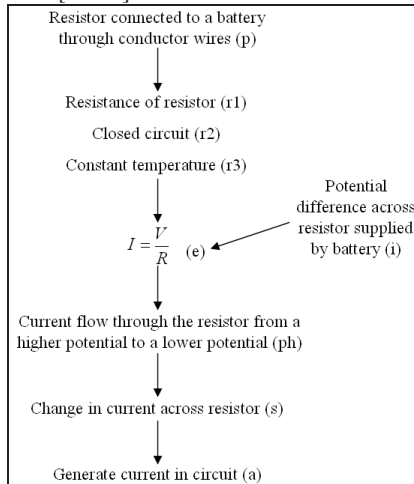 Resistor connected to a battery
through conductor wires (p)
Resistance of resistor (r1)
Closed circuit (r2)
Constant temperature (r3)
Potential
difference across
resistor supplied
by battery (i)
I = V/R (e)
Current flow through the resistor from a
higher potential to a lower potential (ph)
Change in current across resistor (s)
Generate current in circuit (a)